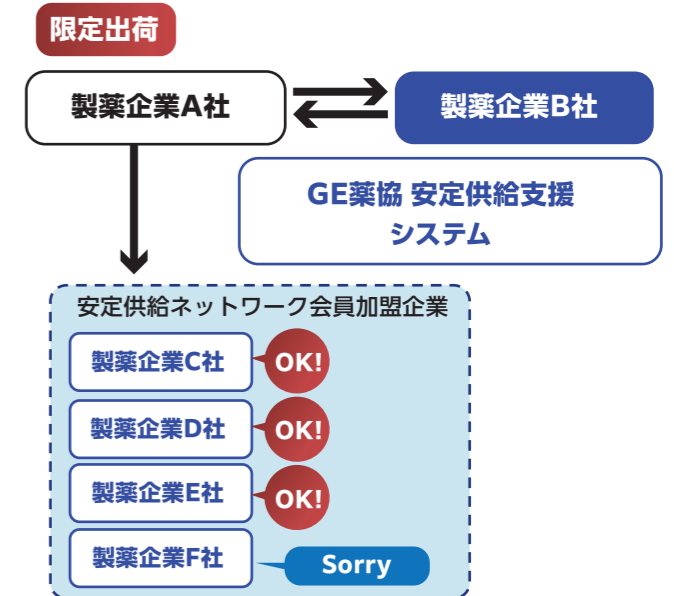 限定出荷
製薬企業A社
製薬企業B社
GE薬協 安定供給支援
システム
安定供給ネットワーク会員加盟企業
製薬企業C社
OK!
製薬企業D社
OK!
製薬企業E社
OK!
製薬企業F社
Sorry